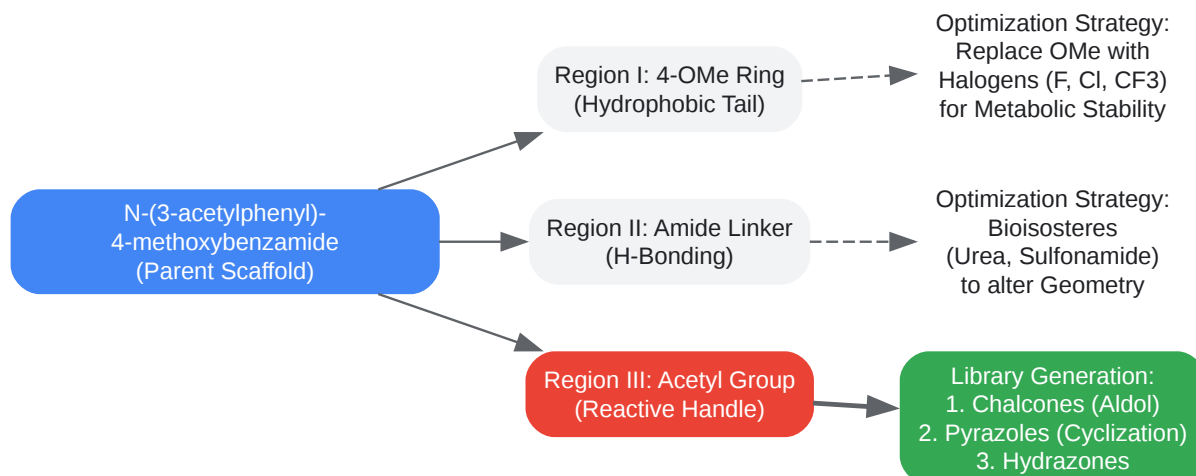 N-(3-acetylphenyl)-
4-methoxybenzamide
(Parent Scaffold)
Region I: 4-OMe Ring
(Hydrophobic Tail)
Optimization Strategy:
Replace OMe with
Halogens (F, Cl, CF3)
for Metabolic Stability
Region II: Amide Linker
(H-Bonding)
Optimization Strategy:
Bioisosteres
(Urea, Sulfonamide)
to alter Geometry
Region III: Acetyl Group
(Reactive Handle)
Library Generation:
1. Chalcones (Aldol)
2. Pyrazoles (Cyclization)
3. Hydrazones